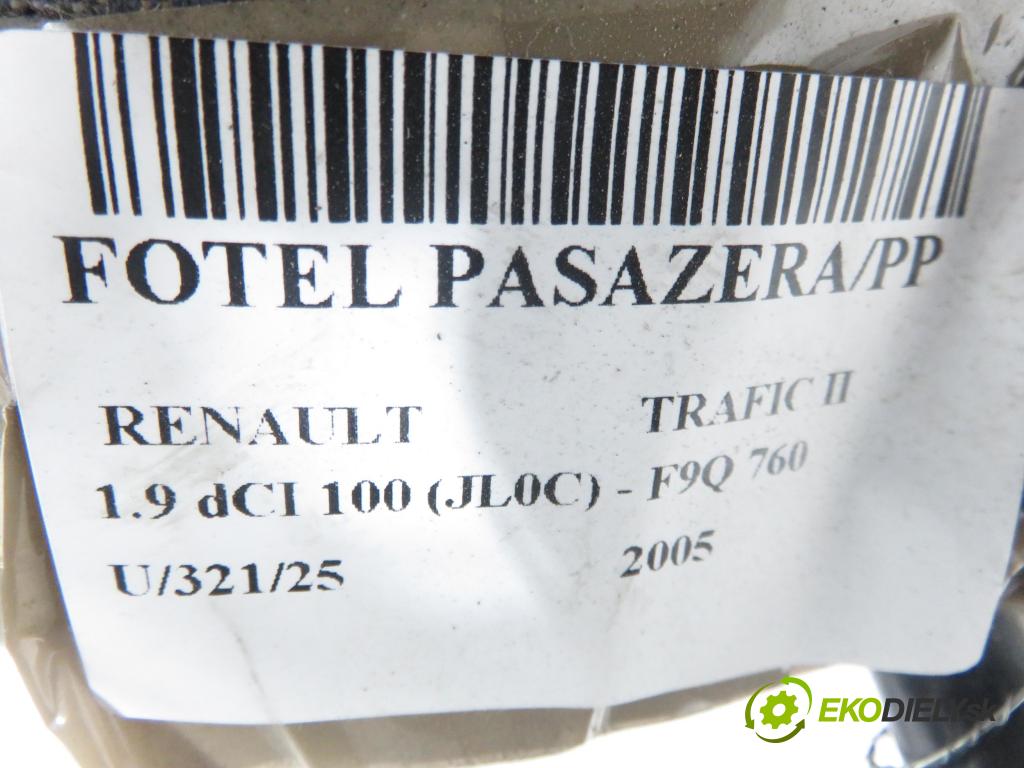 FOTEL PASAZERA/PP
RENAULT TRAFIC II
1.9 dCI 100 (JL0C) - F9Q 760
U/321/25 2005
EKODIELY.sk